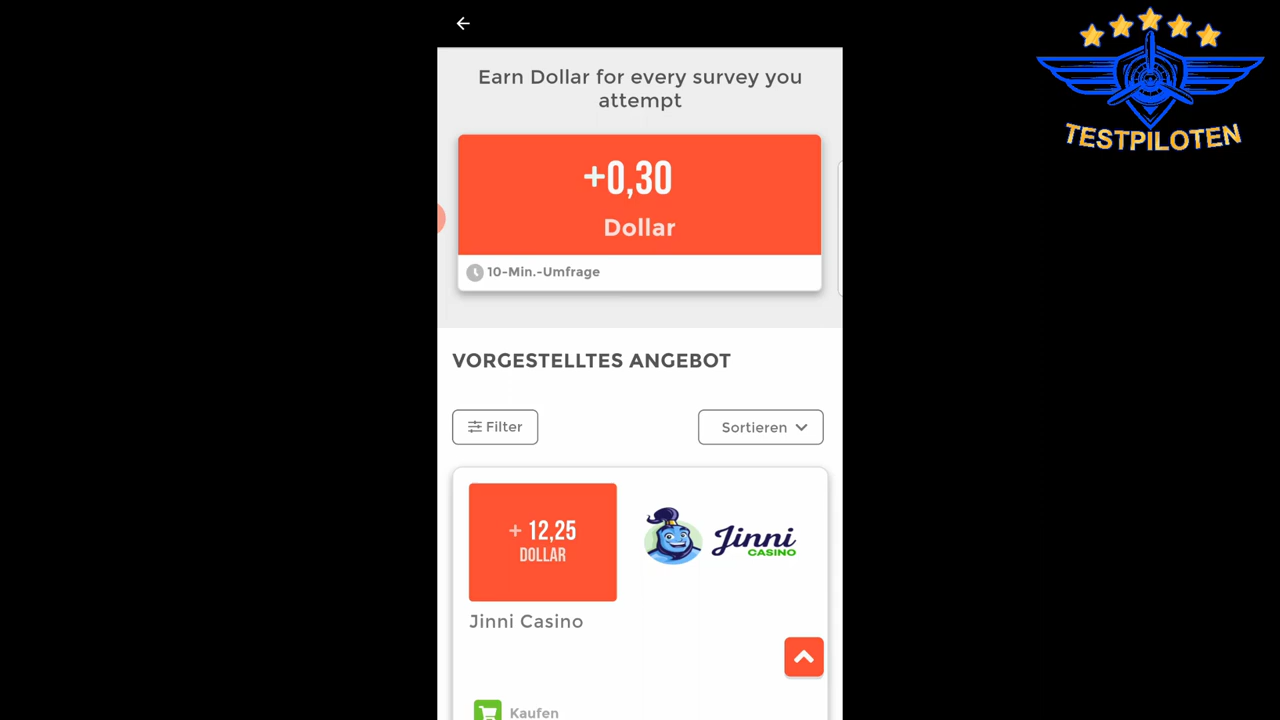 Earn Dollar for every survey you
attempt
+0,30
Dollar
10-Min.-Umfrage
VORGESTELLTES ANGEBOT
Filter
Sortieren
+ 12,25
DOLLAR
Jinni
CASINO
Jinni Casino
Kaufen
TESTPILOTEN